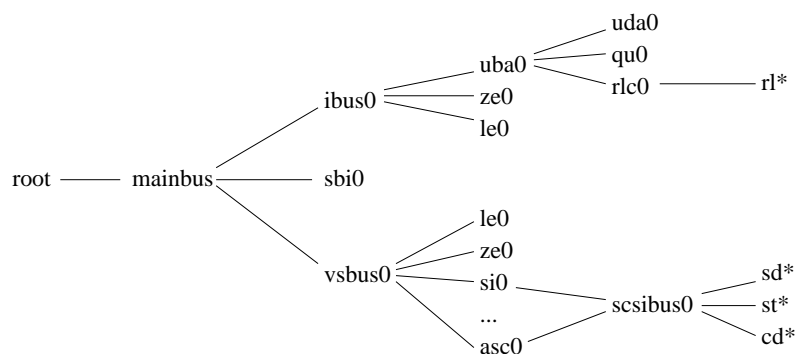 uda0
qu0
uba0
rlc0
rl*
ibus0
ze0
le0
root
mainbus
sbi0
le0
ze0
vsbus0
si0
scsibus0
sd*
st*
cd*
...
asc0